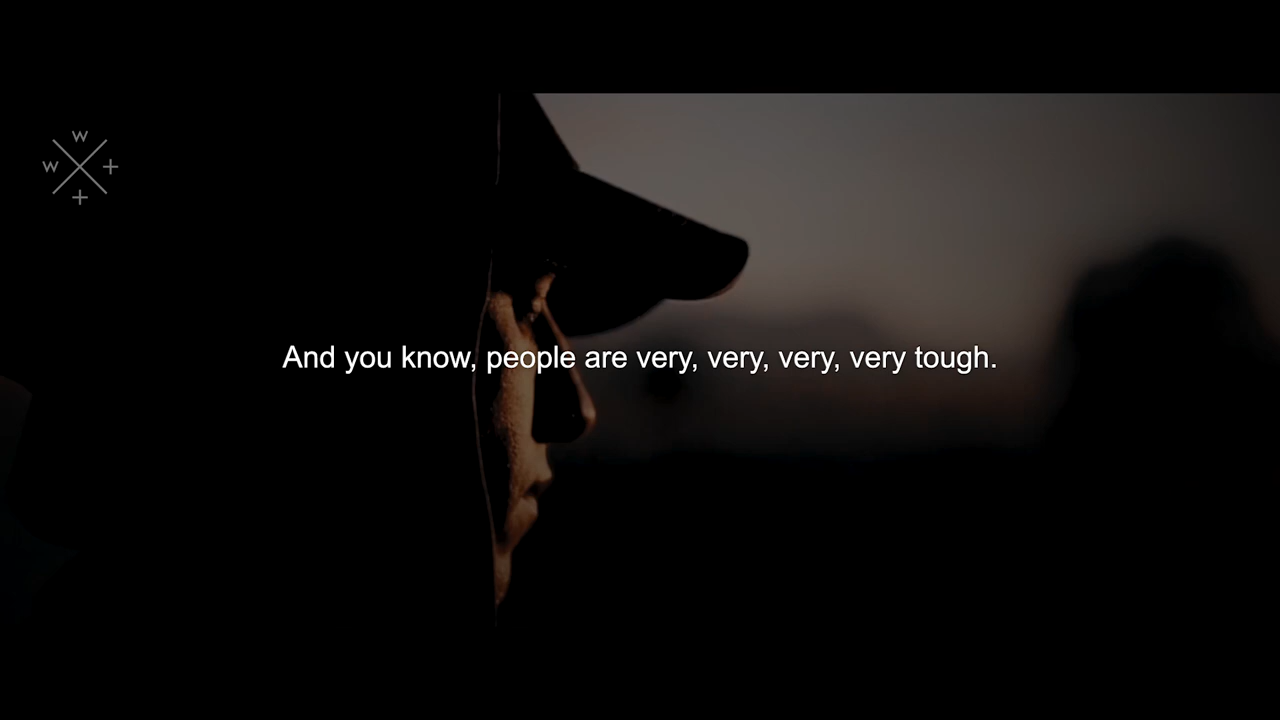 W
W +
+
And you know, people are very, very, very, very tough.